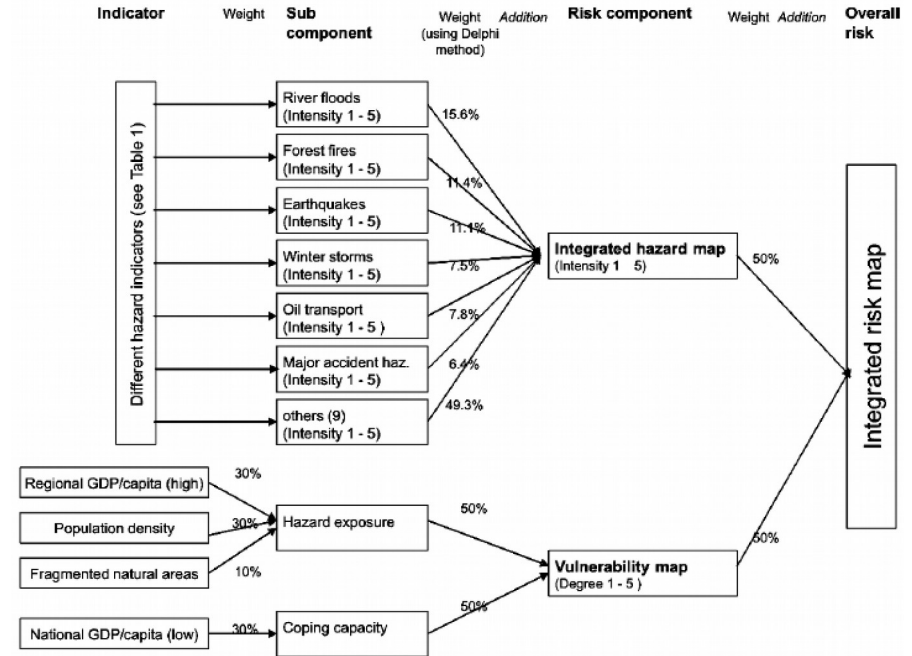 Indicator
Weight
Sub
component
Weight
(using Delphi
method)
Addition
Risk component
Weight
Addition
Overall
risk
Different hazard indicators (see Table 1)
River floods
(Intensity 1 - 5)
15.6%
Forest fires
(Intensity 1 - 5)
11.4%
Earthquakes
(Intensity 1 - 5)
11.1%
Winter storms
(Intensity 1 - 5)
7.5%
Oil transport
(Intensity 1 - 5 )
7.8%
Major accident haz.
(Intensity 1 - 5)
6.4%
others (9)
(Intensity 1 - 5)
49.3%
Integrated hazard map
(Intensity 1 5)
50%
Integrated risk map
Regional GDP/capita (high)
30%
Population density
30%
Fragmented natural areas
10%
Hazard exposure
50%
National GDP/capita (low)
30%
Coping capacity
50%
Vulnerability map
(Degree 1 - 5 )
50%